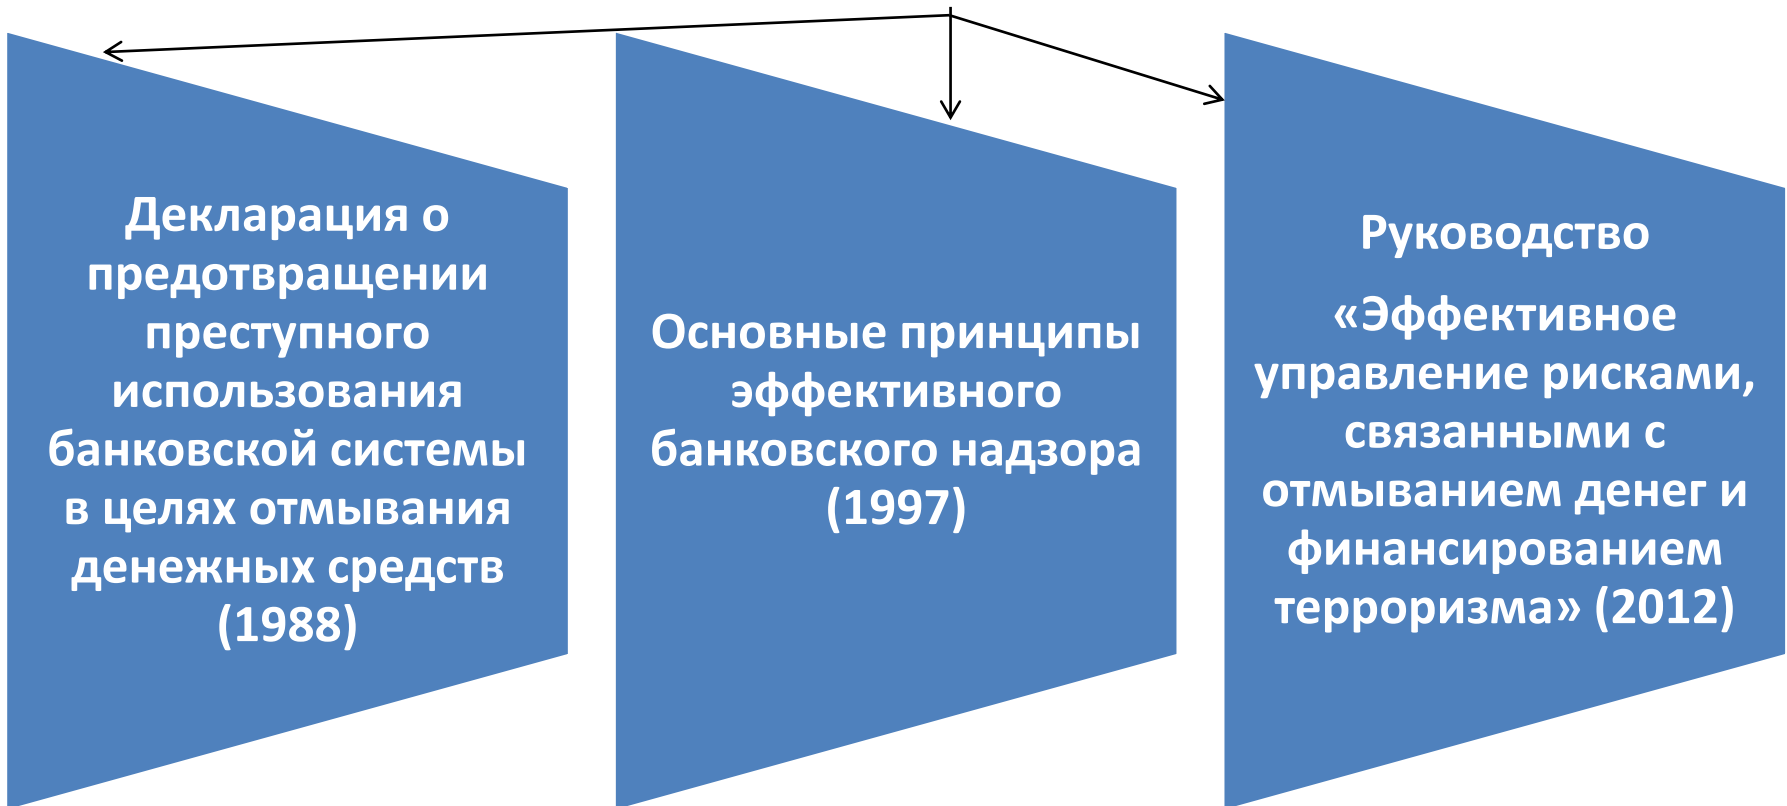 Декларация о
предотвращении
преступного
использования
банковской системы
в целях отмывания
денежных средств
(1988)
Основные принципы
эффективного
банковского надзора
(1997)
Руководство
«Эффективное
управление рисками,
связанными с
отмыванием денег и
финансированием
терроризма» (2012)